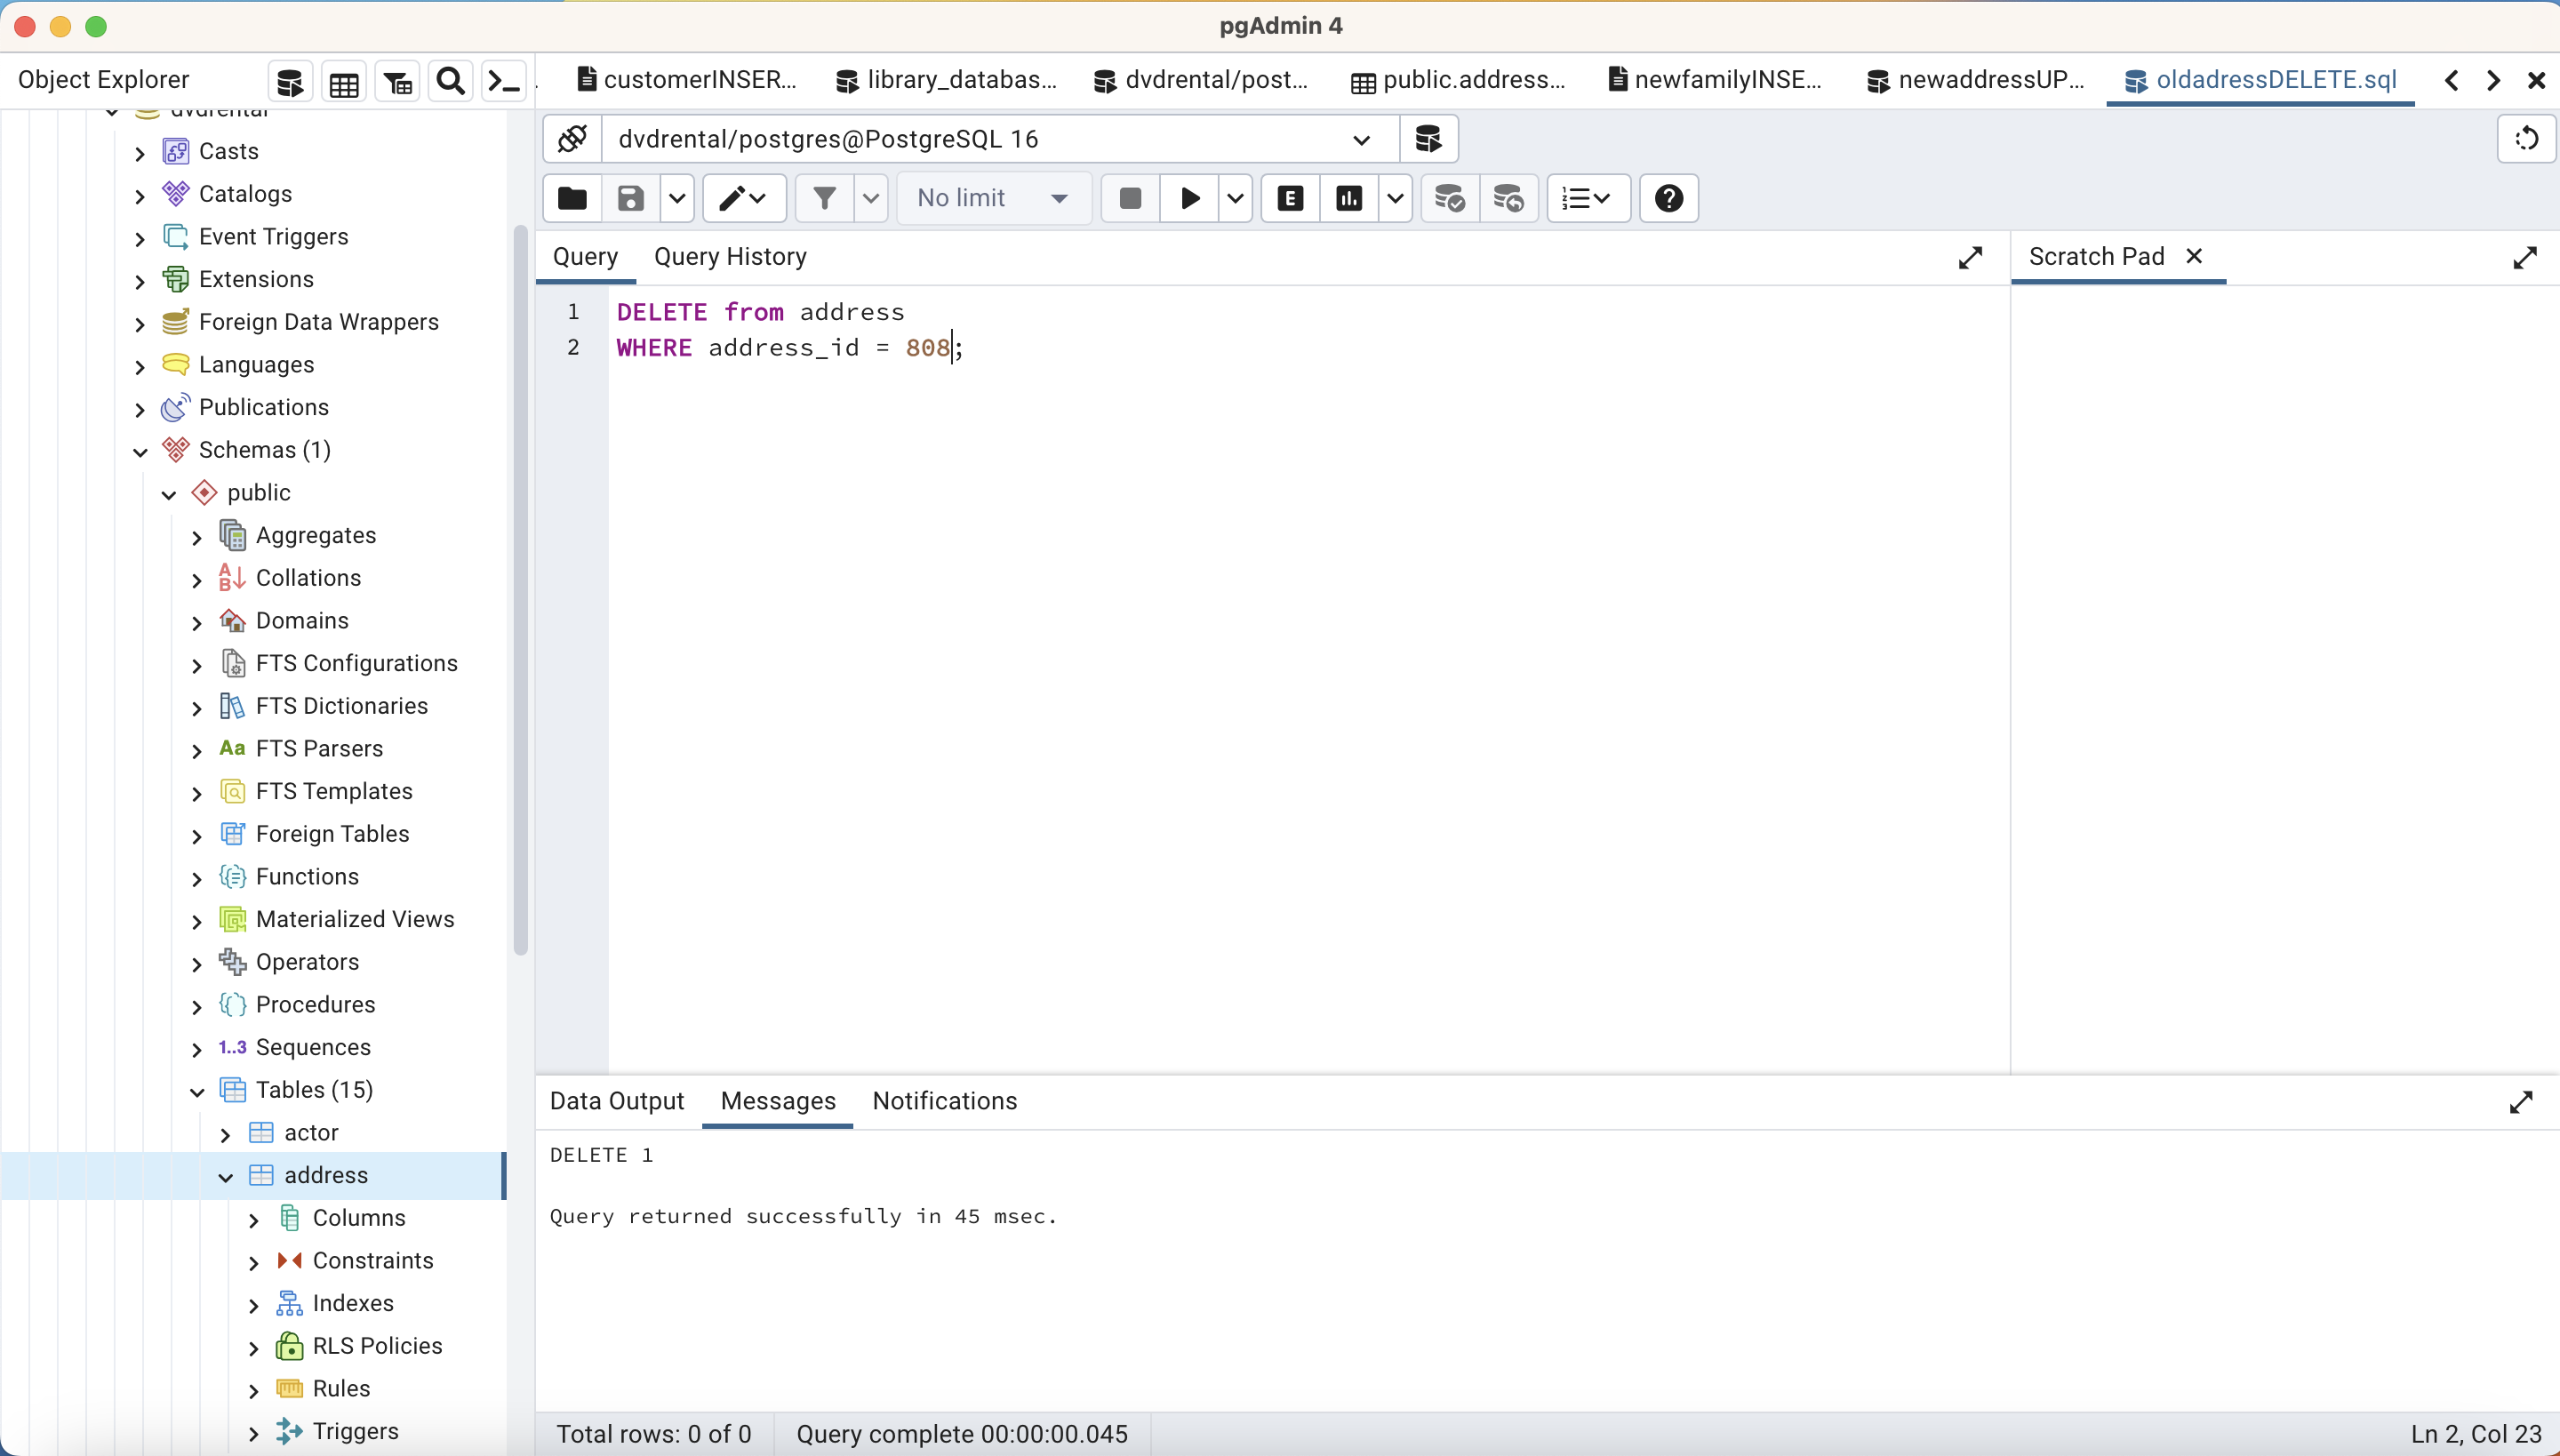 pgAdmin 4
Object Explorer
customerINSER...
library_databas...
dvdrental/post...
public.address...
newfamilyINSE...
newaddressUP...
oldadressDELETE.sql
dvdrental
Casts
Catalogs
Event Triggers
Extensions
Foreign Data Wrappers
Languages
Publications
Schemas (1)
public
Aggregates
Collations
Domains
FTS Configurations
FTS Dictionaries
Aa FTS Parsers
FTS Templates
Foreign Tables
Functions
Materialized Views
Operators
Procedures
1..3 Sequences
Tables (15)
actor
address
Columns
Constraints
Indexes
RLS Policies
Rules
Triggers
dvdrental/postgres@PostgreSQL 16
No limit
E
Query
Query History
Scratch Pad
1 DELETE from address
2 WHERE address_id = 808;
Data Output
Messages
Notifications
DELETE 1
Query returned successfully in 45 msec.
Total rows: 0 of 0
Query complete 00:00:00.045
Ln 2, Col 23